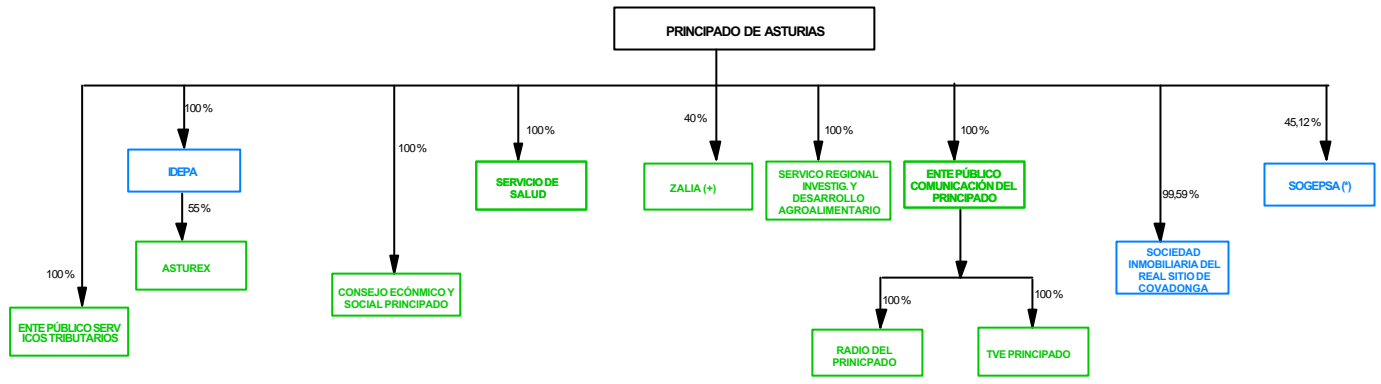 PRINCIPADO DE ASTURIAS
100 %
100 %
100 %
100 %
40 %
100 %
100 %
99,59 %
45,12 %
IDEPA
55 %
ASTUREX
ENTE PÚBLICO SERV
ICOS TRIBUTARIOS
CONSEJO ECÓNMICO Y
SOCIAL PRINCIPADO
SERVICIO DE
SALUD
ZALIA (+)
SERVICO REGIONAL
INVESTIG. Y
DESARROLLO
AGROALIMENTARIO
ENTE PÚBLICO
COMUNICACIÓN DEL
PRINCIPADO
100 %
100 %
RADIO DEL
PRINICPADO
TVE PRINCIPADO
SOCIEDAD
INMOBILIARIA DEL
REAL SITIO DE
COVADONGA
SOGEPSA (*)